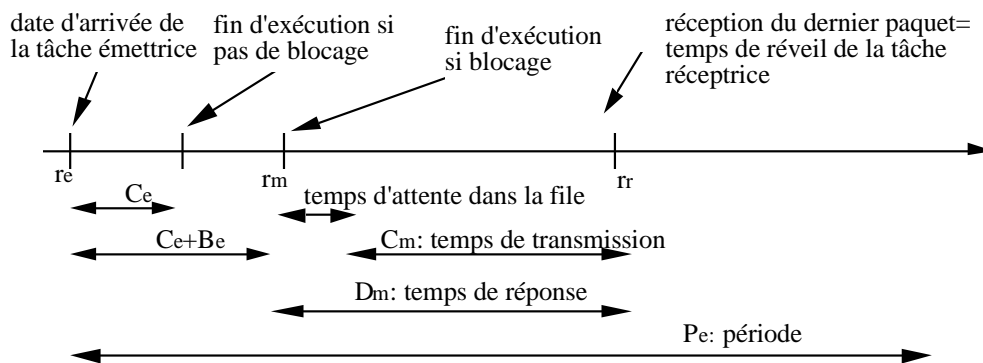 date d'arrivée de
la tâche émettrice
fin d'exécution si
pas de blocage
fin d'exécution
si blocage
réception du dernier paquet=
temps de réveil de la tâche
réceptrice
re
rm
rr
Ce
temps d'attente dans la file
Ce+Be
Cm: temps de transmission
Dm: temps de réponse
Pe: période